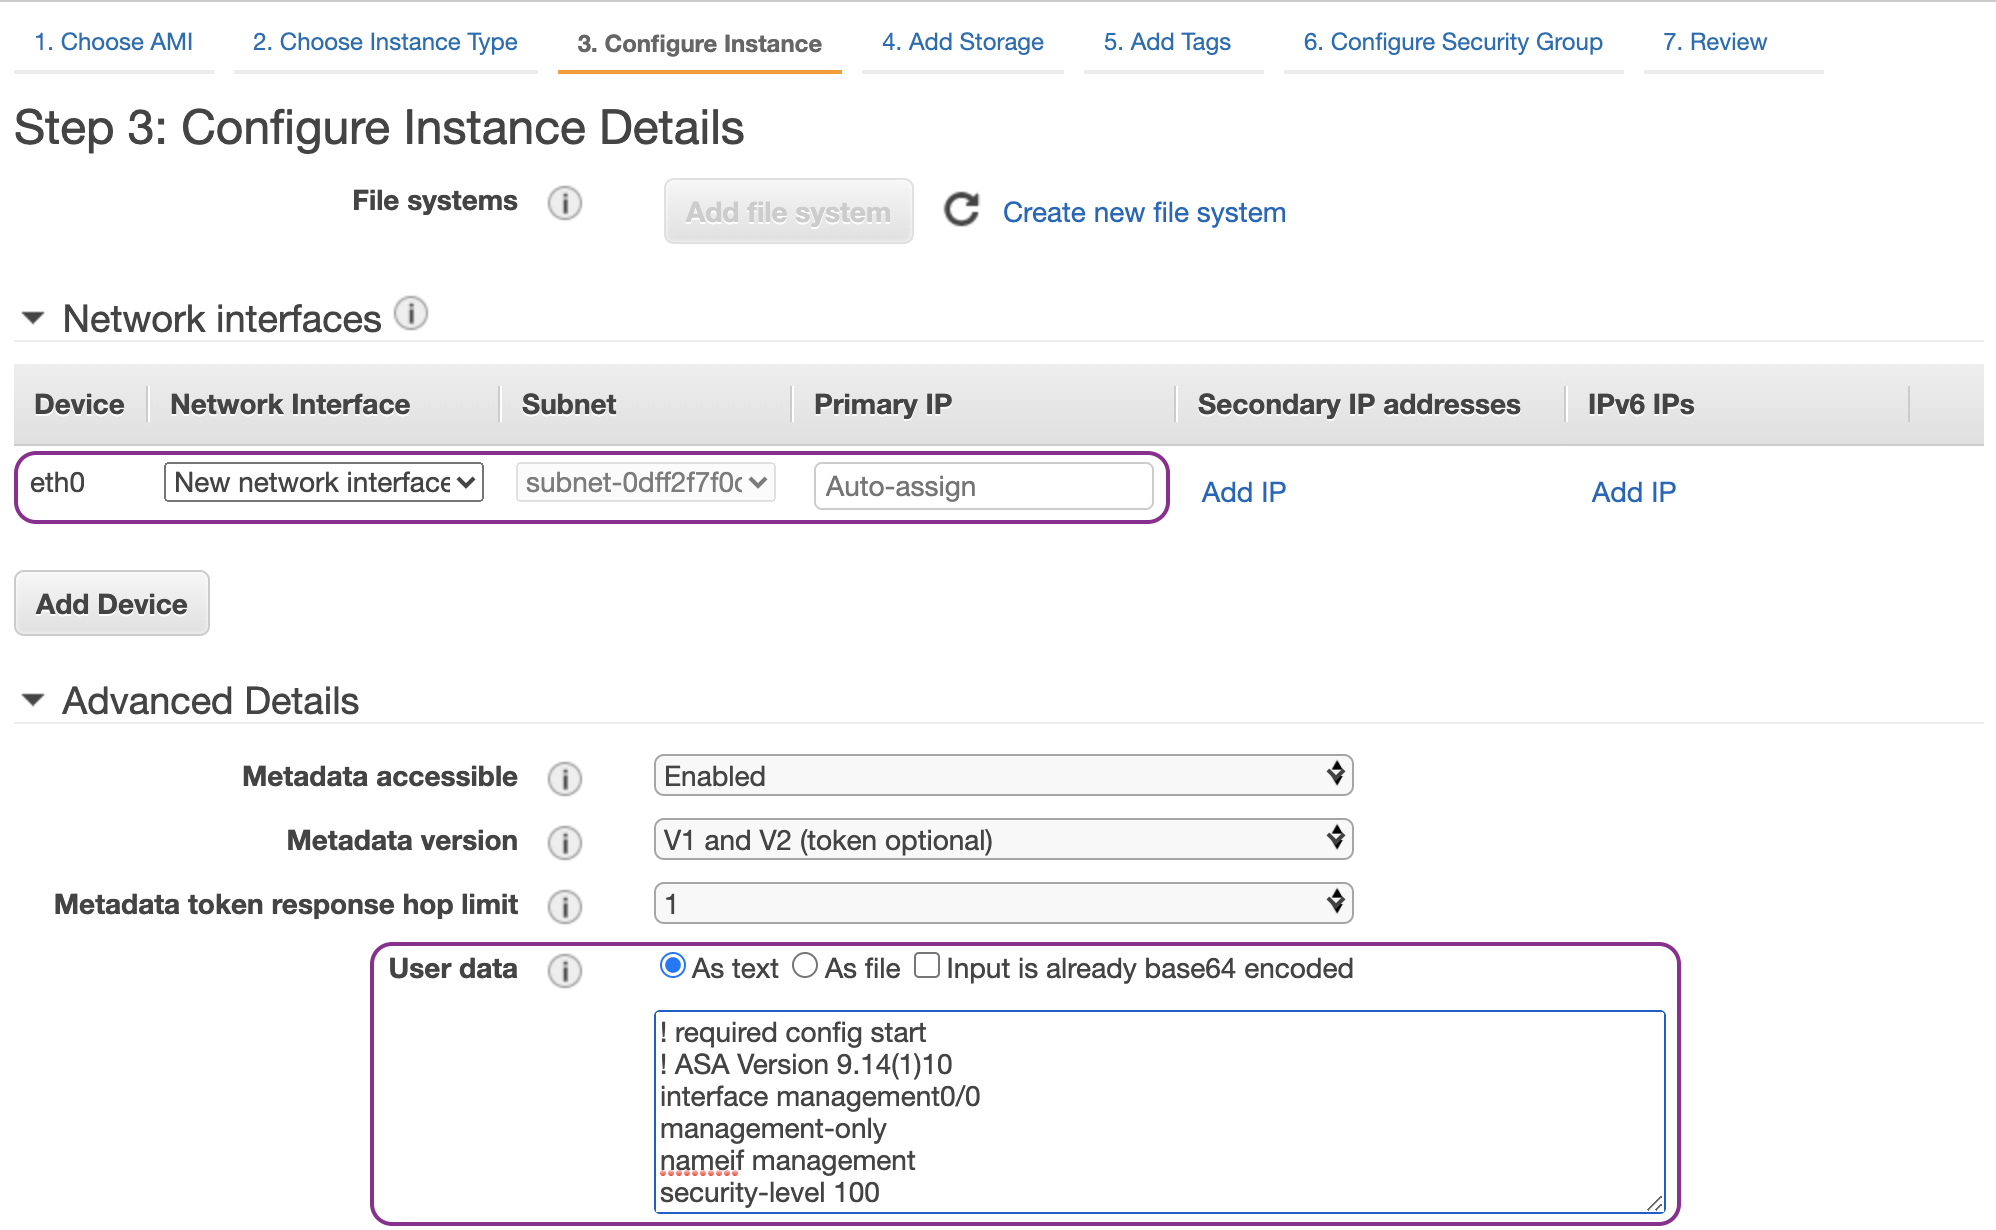 1. Choose AMI 2. Choose Instance Type 3. Configure Instance 4. Add Storage 5. Add Tags 6. Configure Security Group 7. Review
Step 3: Configure Instance Details
File systems i Add file system Create new file system
Network interfaces i
Device Network Interface Subnet Primary IP Secondary IP addresses IPv6 IPs
eth0 New network interface subnet-0dff2f7f0c Auto-assign Add IP Add IP
Add Device
Advanced Details
Metadata accessible i Enabled
Metadata version i V1 and V2 (token optional)
Metadata token response hop limit i 1
User data i As text As file Input is already base64 encoded
! required config start
! ASA Version 9.14(1)10
interface management0/0
management-only
nameif management
security-level 100